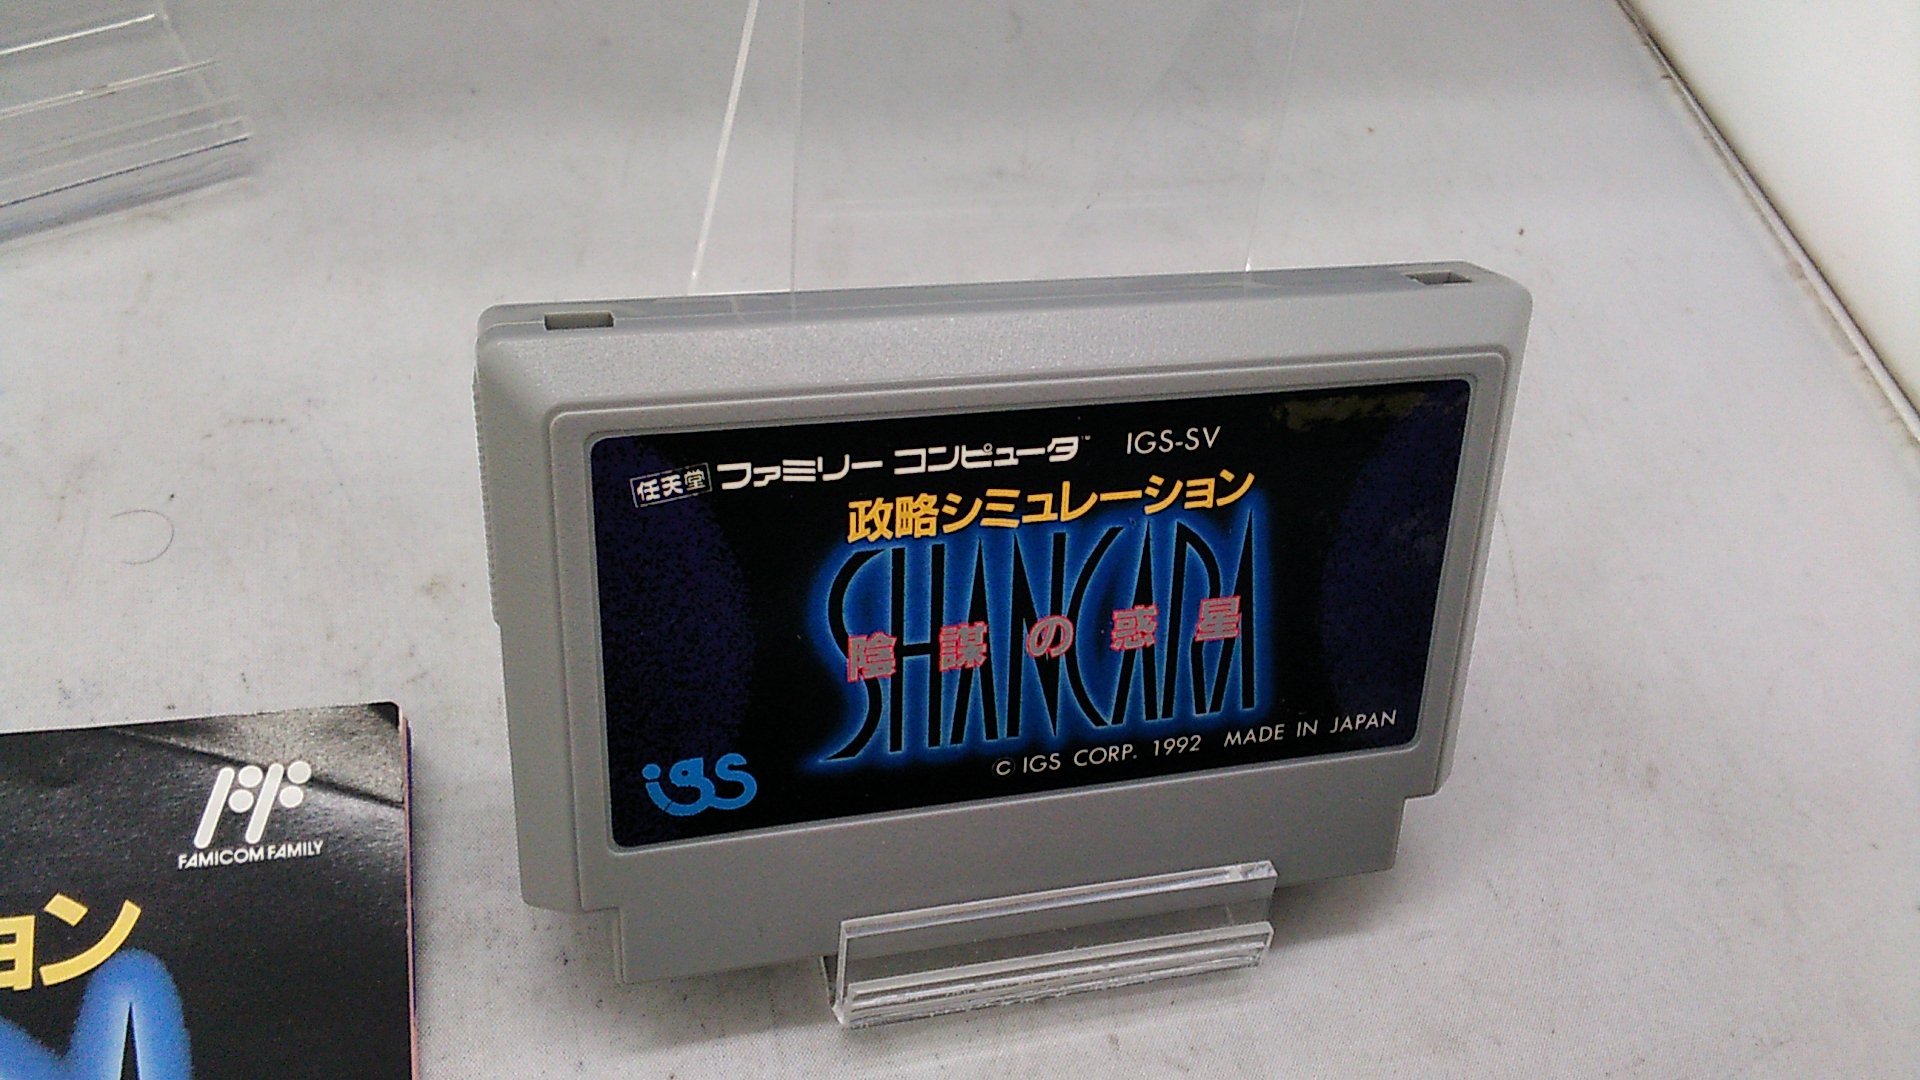 任天堂 ファミリー コンピュータ™ IGS-SV
政略シミュレーション
SHANCARA
陰謀の惑星
igs
© IGS CORP. 1992 MADE IN JAPAN
FAMICOM FAMILY
ョン